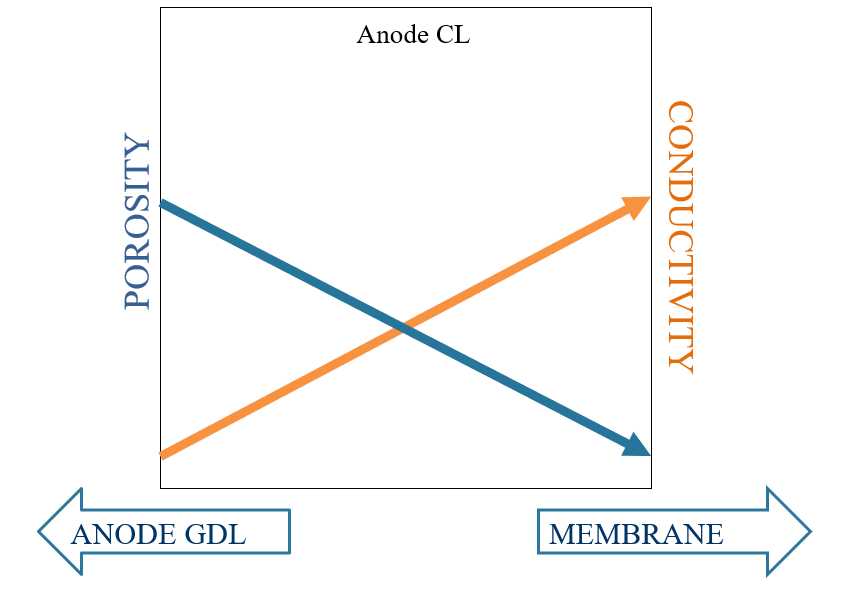 Anode CL
POROSITY
CONDUCTIVITY
ANODE GDL
MEMBRANE